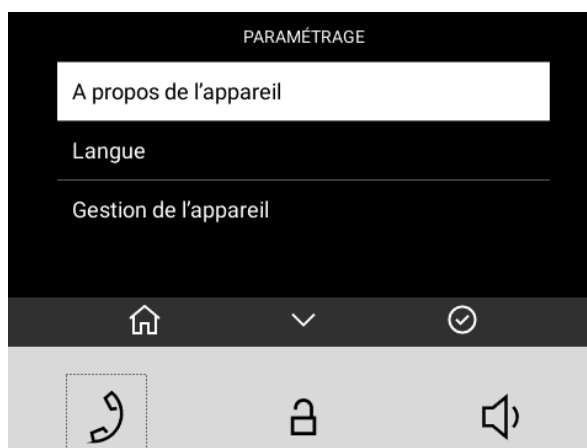 PARAMÉTRAGE
A propos de l’appareil
Langue
Gestion de l’appareil